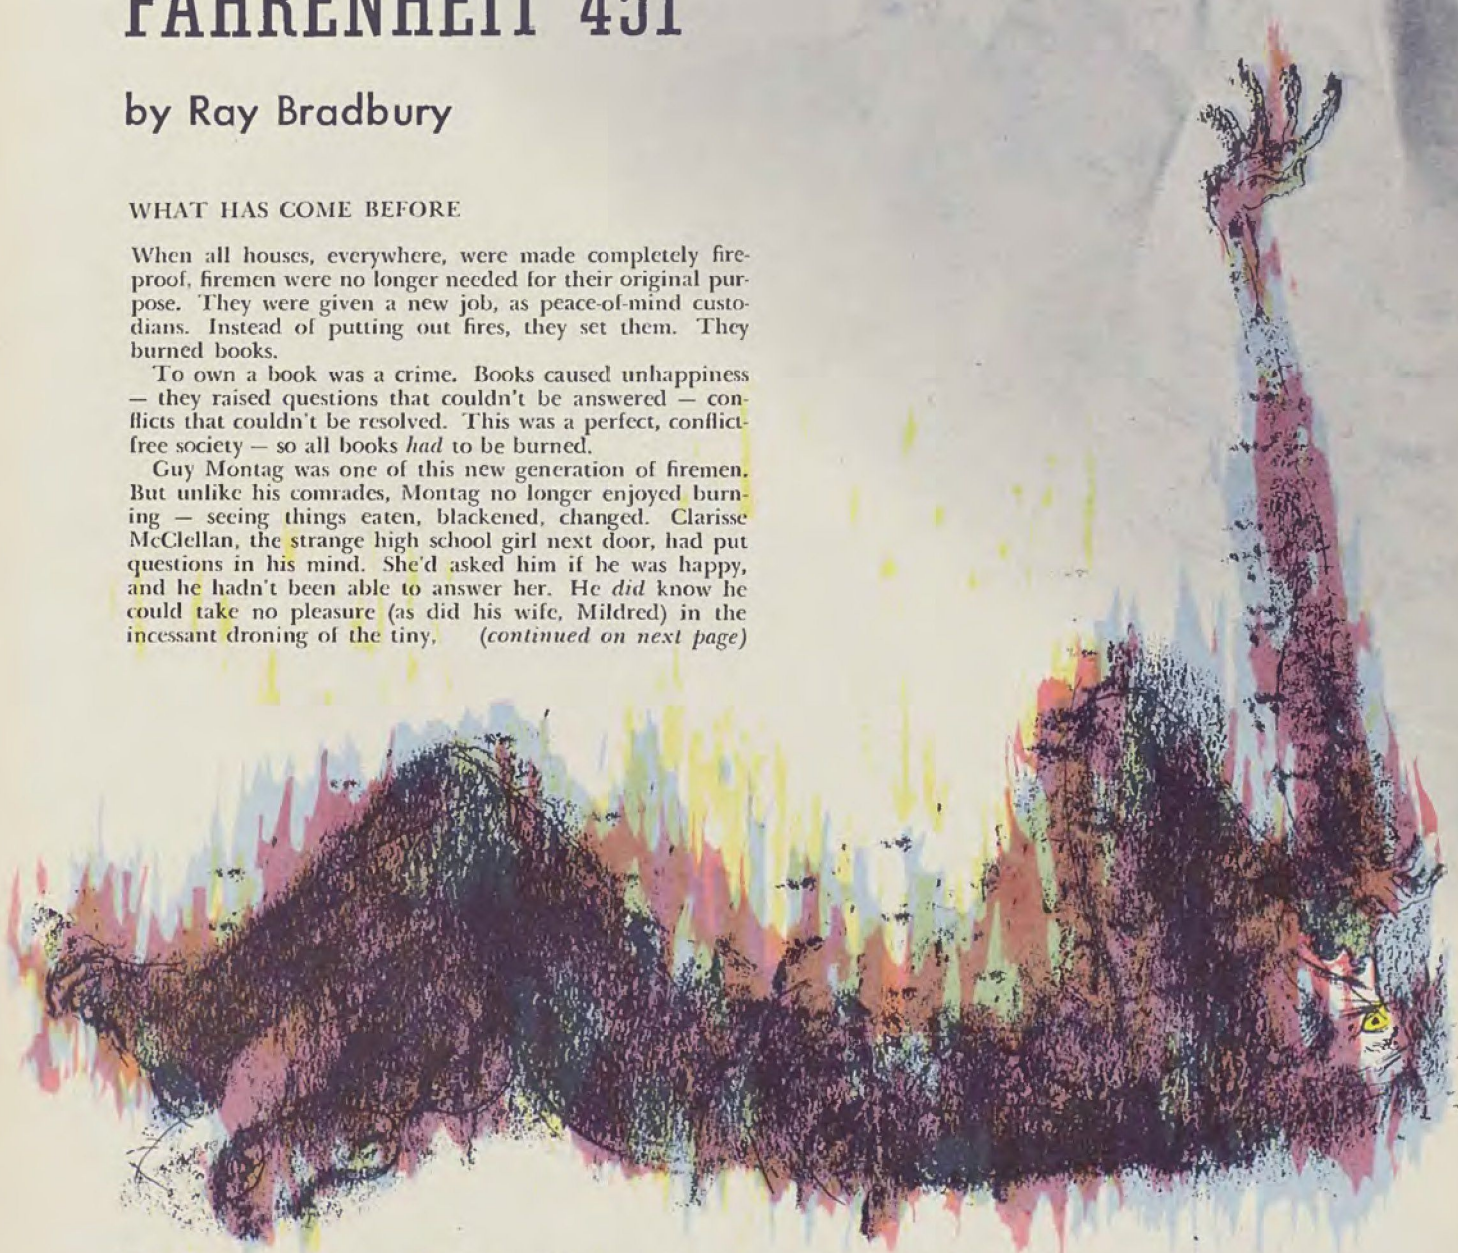 FAHRENHEIT 451
by Ray Bradbury
WHAT HAS COME BEFORE
When all houses, everywhere, were made completely fire-
proof, firemen were no longer needed for their original pur-
pose. They were given a new job, as peace-of-mind custo-
dians. Instead of putting out fires, they set them. They
burned books.
To own a book was a crime. Books caused unhappiness
— they raised questions that couldn't be answered — con-
flicts that couldn't be resolved. This was a perfect, conflict-
free society — so all books had to be burned.
Guy Montag was one of this new generation of firemen.
But unlike his comrades, Montag no longer enjoyed burn-
ing — seeing things eaten, blackened, changed. Clarisse
McClellan, the strange high school girl next door, had put
questions in his mind. She'd asked him if he was happy,
and he hadn't been able to answer her. He did know he
could take no pleasure (as did his wife, Mildred) in the
incessant droning of the tiny, (continued on next page)